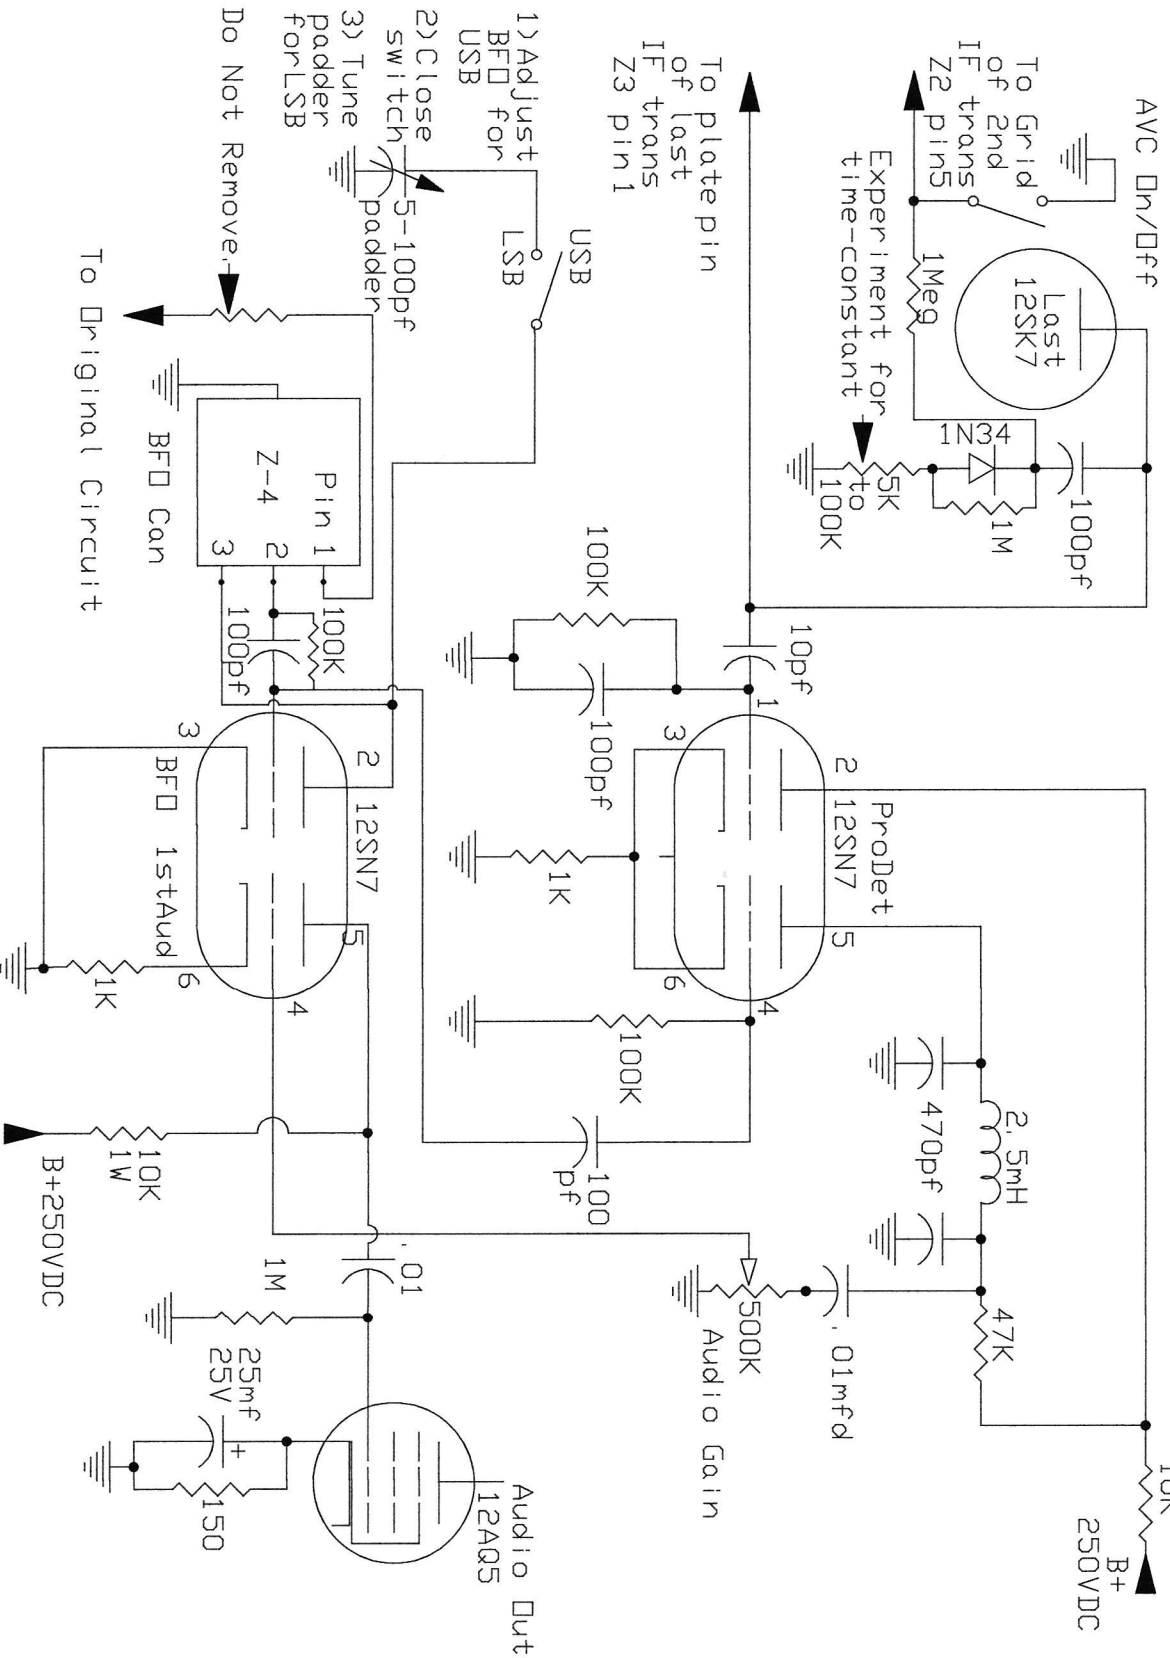 AVC On/Off
To Grid
of 2nd
IF trans
Z2 pin5
Last
12SK7
1Meg
Experiment for
time-constant
1N34
1M
100pf
5K
to
100K
To plate pin
of last
IF trans
Z3 pin1
10pf
100K
100pf
1
2
3
4
5
6
12SN7
ProDet
1K
100K
2.5mH
470pf
47K
.01mfd
500K
Audio Gain
B+
250VDC
100
pf
1) Adjust
BFO for
USB
2) Close
switch
3) Tune
padder
for LSB
5-100pf
padder
USB
LSB
Do Not Remove.
To Original Circuit
BFO Can
Z-4
Pin 1
2
3
100K
100pf
2
3
4
5
6
12SN7
BFO 1stAud
1K
10K
1W
B+250VDC
.01
1M
25mf
25V
+
150
Audio Out
12AQ5